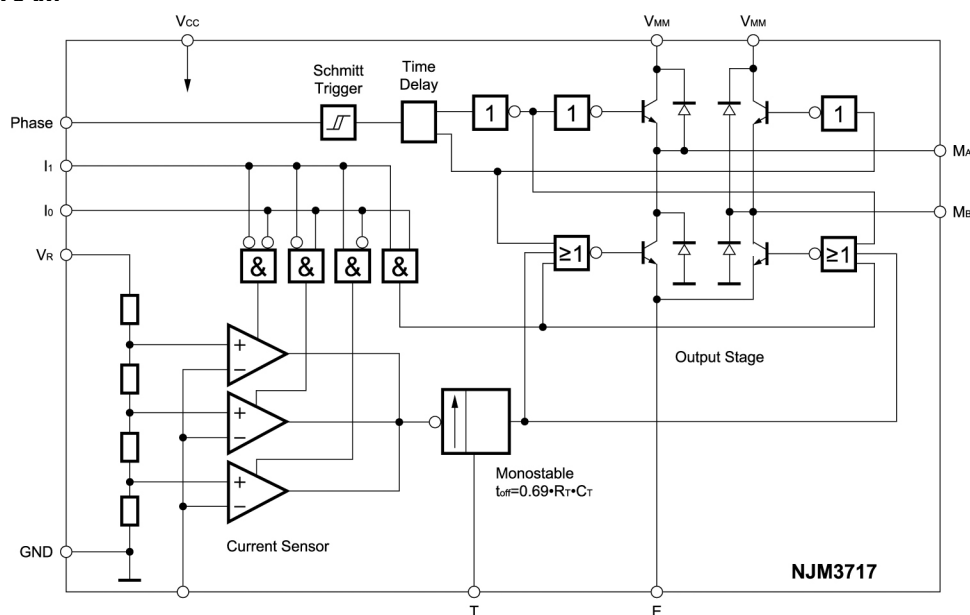 VCC
VMM
VMM
Schmitt
Trigger
Time
Delay
Phase
1
1
1
MA
I1
I0
MB
VR
&
&
&
&
≥1
≥1
+
−
+
−
+
−
Output Stage
Monostable
toff=0.69•RT•CT
Current Sensor
GND
NJM3717